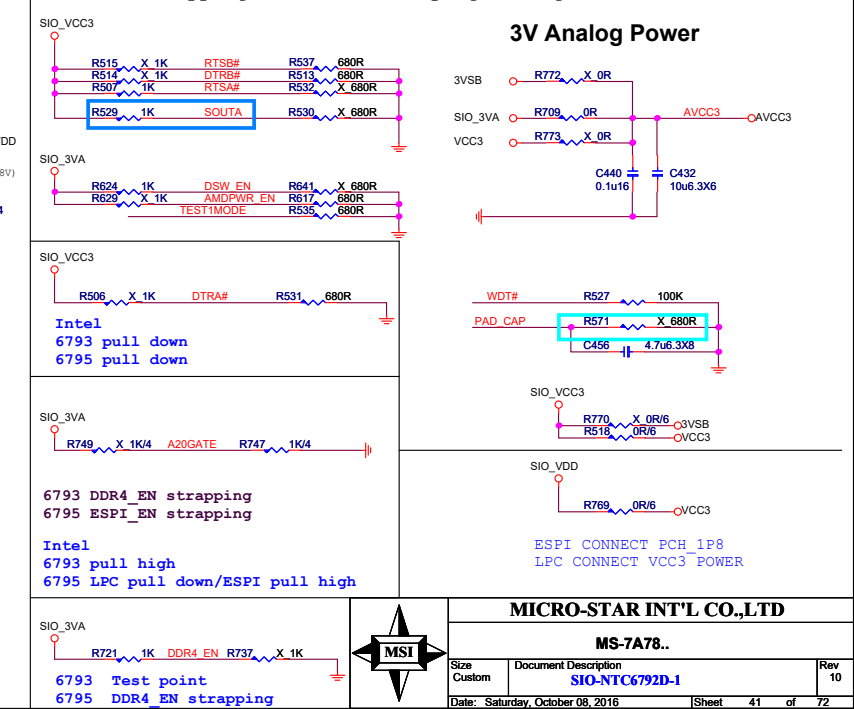 SIO_VCC3
R515 X_1K RTSB# R537 680R
R514 X_1K DTRB# R513 680R
R507 1K RTSA# R532 X_680R
R529 1K SOUTA R530 X_680R
SIO_3VA
R624 1K DSW_EN R641 X_680R
R629 X_1K AMDPWR_EN R617 680R
TEST1MODE R535 680R
SIO_VCC3
R506 X_1K DTRA# R531 680R
Intel
6793 pull down
6795 pull down
SIO_3VA
R749 X_1K/4 A20GATE R747 1K/4
6793 DDR4_EN strapping
6795 ESPI_EN strapping
Intel
6793 pull high
6795 LPC pull down/ESPI pull high
SIO_3VA
R721 1K DDR4_EN R737 X_1K
6793 Test point
6795 DDR4_EN strapping
3V Analog Power
3VSB R772 X_0R
SIO_3VA R709 0R AVCC3 AVCC3
VCC3 R773 X_0R
C440 C432
0.1u16 10u6.3X6
WDT# R527 100K
PAD_CAP R571 X_680R
C456 4.7u6.3X8
SIO_VCC3
R770 X_0R/6 3VSB
R518 0R/6 VCC3
SIO_VDD
R769 0R/6 VCC3
ESPI CONNECT PCH_1P8
LPC CONNECT VCC3 POWER
MSI
MICRO-STAR INT'L CO.,LTD
MS-7A78..
Size Document Description Rev
Custom SIO-NTC6792D-1 10
Date: Saturday, October 08, 2016 Sheet 41 of 72